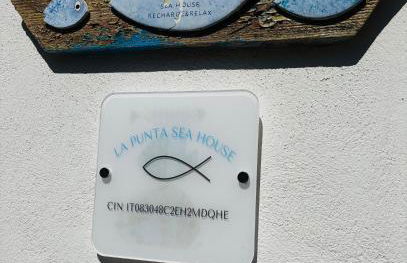 SEA HOUSE
RECHARGE&RELAX
LA PUNTA SEA HOUSE
CIN IT083048C2EH2MDQHE